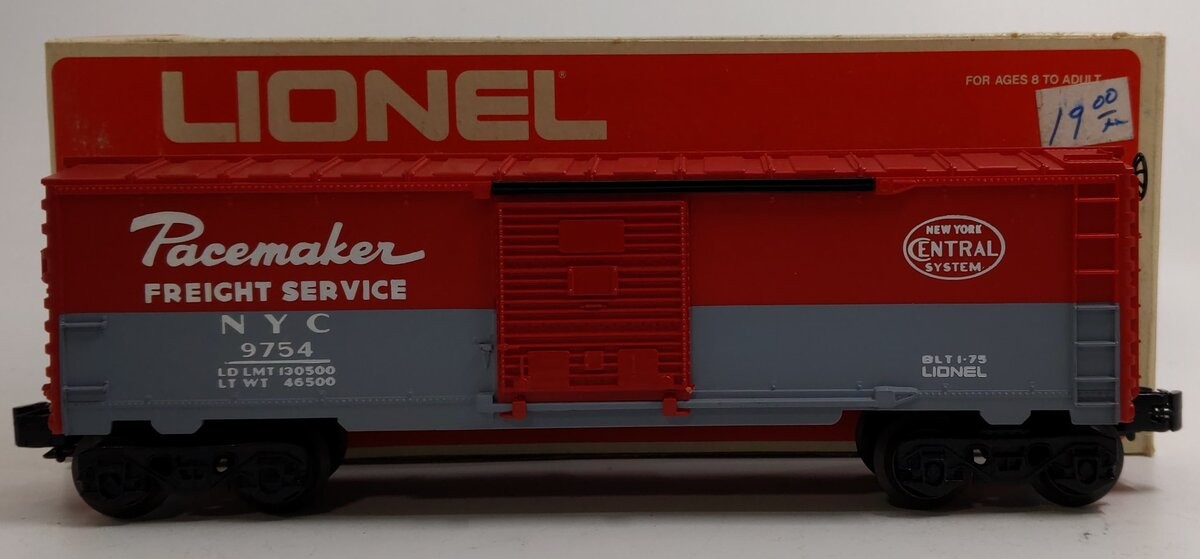 LIONEL®
FOR AGES 8 TO ADULT
19 00
Pacemaker
FREIGHT SERVICE
NYC
9754
LD LMT 130500
LT WT 46500
NEW YORK
CENTRAL
SYSTEM
BLT 1-75
LIONEL